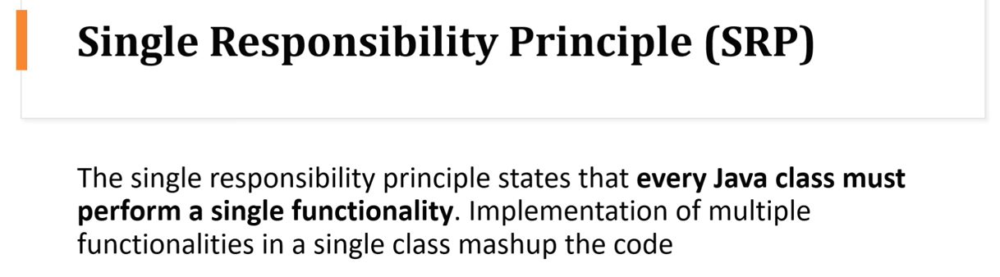 Single Responsibility Principle (SRP)
The single responsibility principle states that every Java class must
perform a single functionality. Implementation of multiple
functionalities in a single class mashup the code